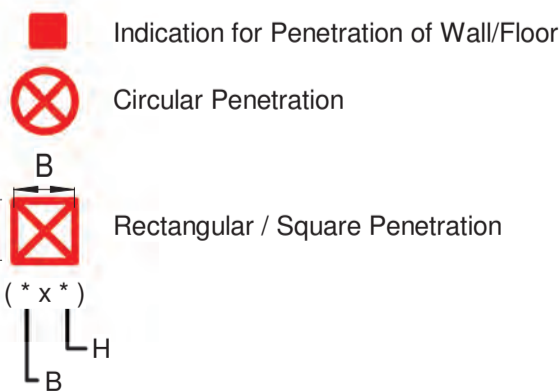 Indication for Penetration of Wall/Floor
Circular Penetration
B
Rectangular / Square Penetration
( * x * )
H
B